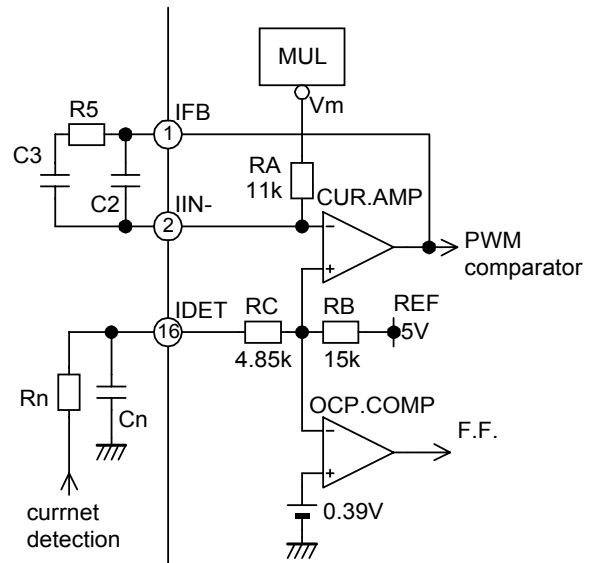 MUL
Vm
R5
IFB
1
C3
C2
RA
11k
CUR.AMP
IIN-
2
−
+
PWM
comparator
IDET
16
RC
4.85k
RB
15k
REF
5V
Rn
Cn
OCP.COMP
−
+
F.F.
0.39V
currnet
detection